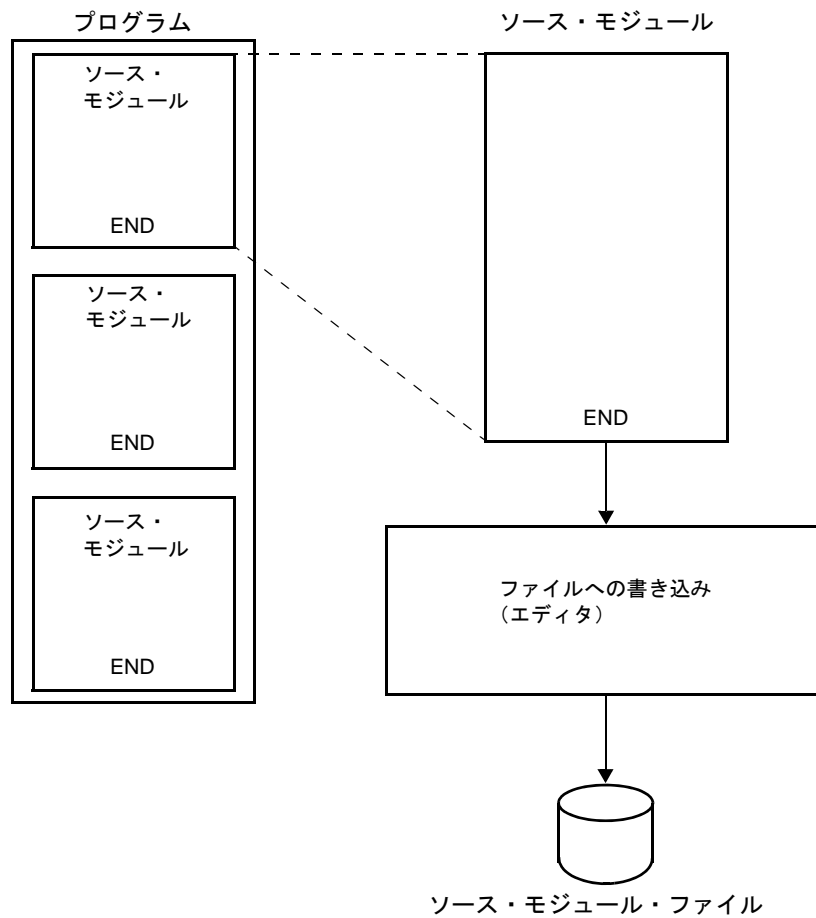 プログラム
ソース・
モジュール
END
ソース・
モジュール
END
ソース・
モジュール
END
ソース・モジュール
END
ファイルへの書き込み
（エディタ）
ソース・モジュール・ファイル